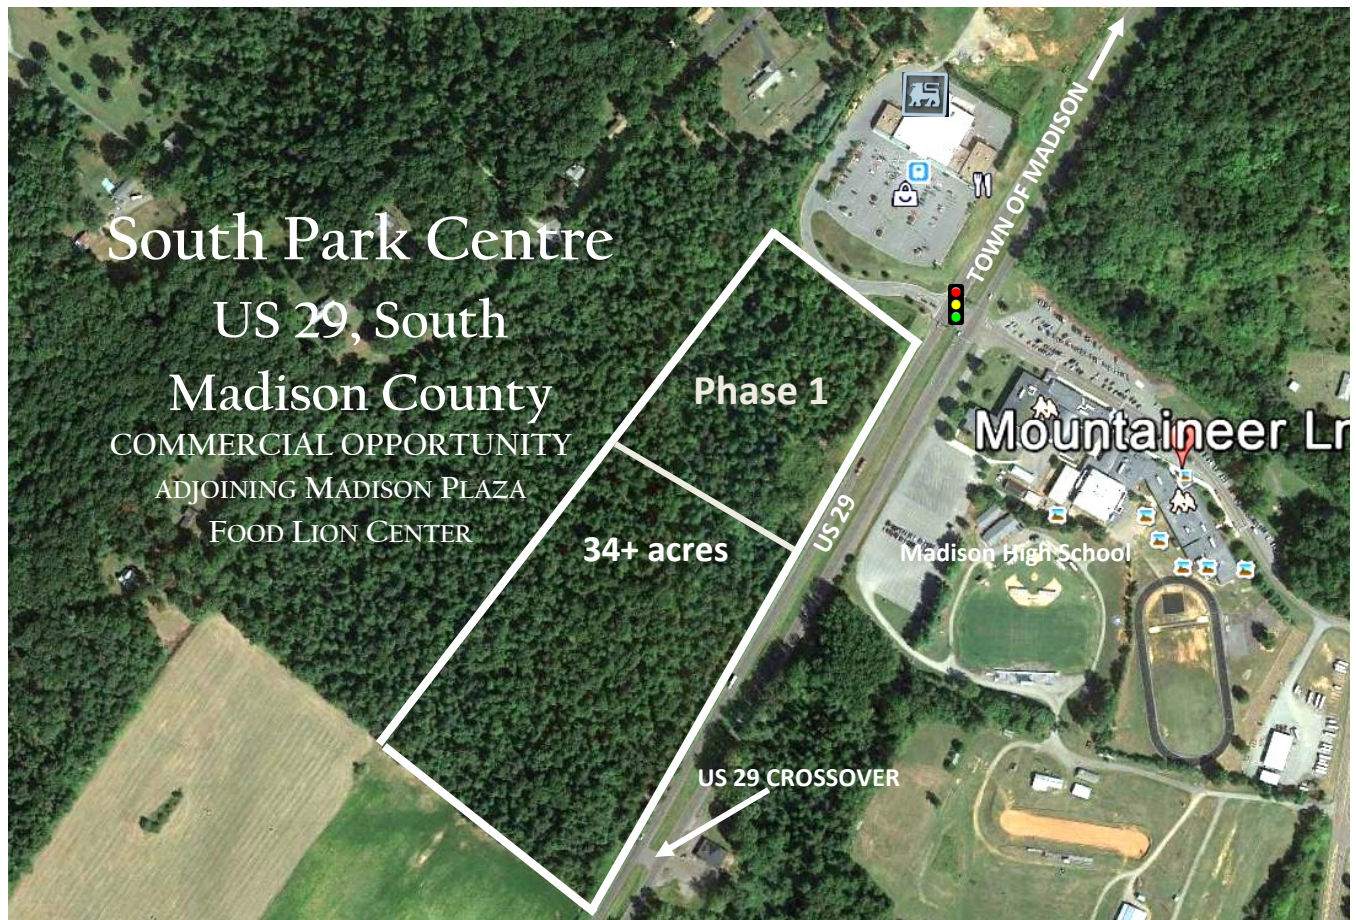 TOWN OF MADISON
South Park Centre
US 29, South
Madison County
COMMERCIAL OPPORTUNITY
ADJOINING MADISON PLAZA
FOOD LION CENTER
Phase 1
34+ acres
US 29
Mountaineer Ln
Madison High School
US 29 CROSSOVER